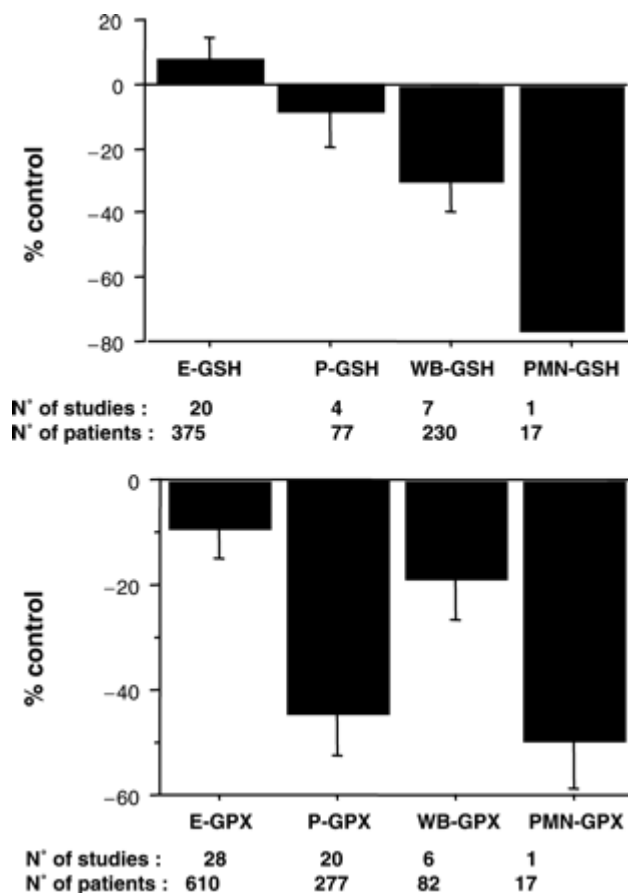 20
0
−20
−40
−60
−80
% control
E-GSH P-GSH WB-GSH PMN-GSH
N° of studies : 20 4 7 1
N° of patients : 375 77 230 17
0
−20
−40
−60
% control
E-GPX P-GPX WB-GPX PMN-GPX
N° of studies : 28 20 6 1
N° of patients : 610 277 82 17